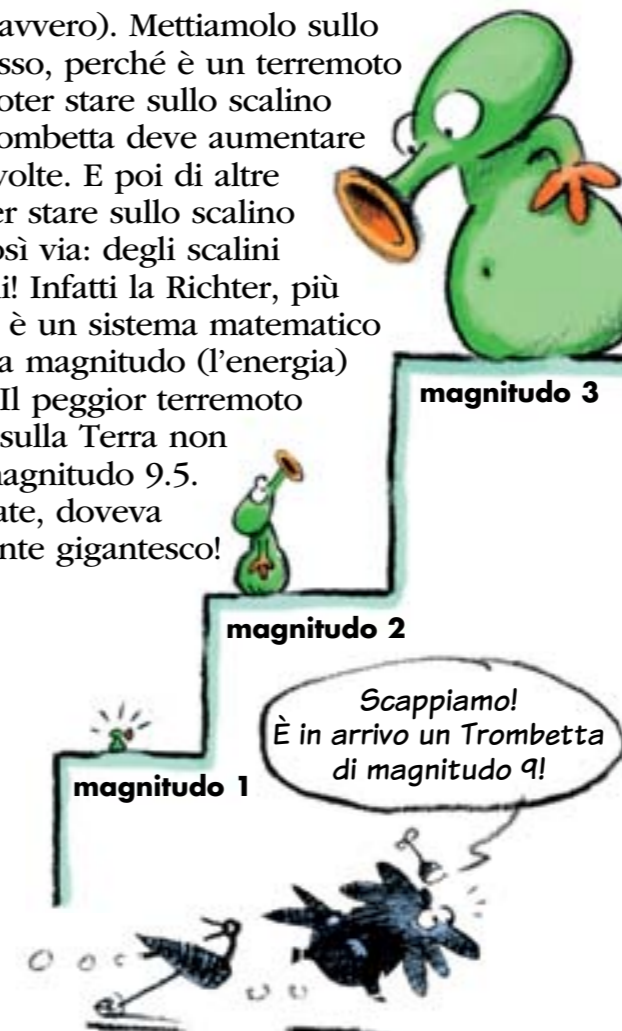 avvero). Mettiamolo sullo
sso, perché è un terremoto
oter stare sullo scalino
ombetta deve aumentare
volte. E poi di altre
er stare sullo scalino
osì via: degli scalini
i! Infatti la Richter, più
è un sistema matematico
a magnitudo (l'energia)
Il peggior terremoto
sulla Terra non
agnitudo 9.5.
ate, doveva
nte gigantesco!
magnitudo 3
magnitudo 2
magnitudo 1
Scappiamo!
È in arrivo un Trombetta
di magnitudo 9!